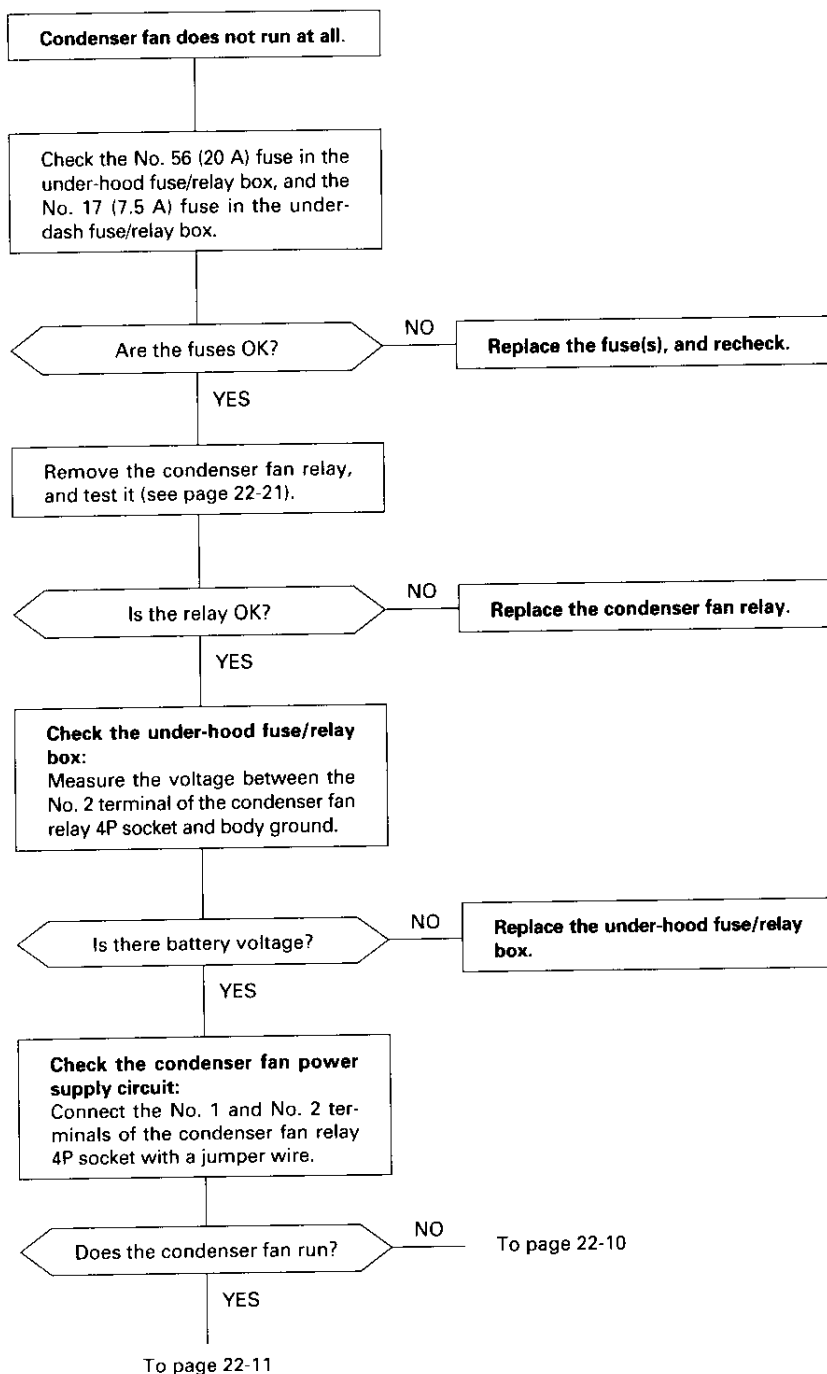 Condenser fan does not run at all.
Check the No. 56 (20 A) fuse in the
under-hood fuse/relay box, and the
No. 17 (7.5 A) fuse in the under-
dash fuse/relay box.
Are the fuses OK?
NO
Replace the fuse(s), and recheck.
YES
Remove the condenser fan relay,
and test it (see page 22-21).
Is the relay OK?
NO
Replace the condenser fan relay.
YES
Check the under-hood fuse/relay
box:
Measure the voltage between the
No. 2 terminal of the condenser fan
relay 4P socket and body ground.
Is there battery voltage?
NO
Replace the under-hood fuse/relay
box.
YES
Check the condenser fan power
supply circuit:
Connect the No. 1 and No. 2 ter-
minals of the condenser fan relay
4P socket with a jumper wire.
Does the condenser fan run?
NO
To page 22-10
YES
To page 22-11